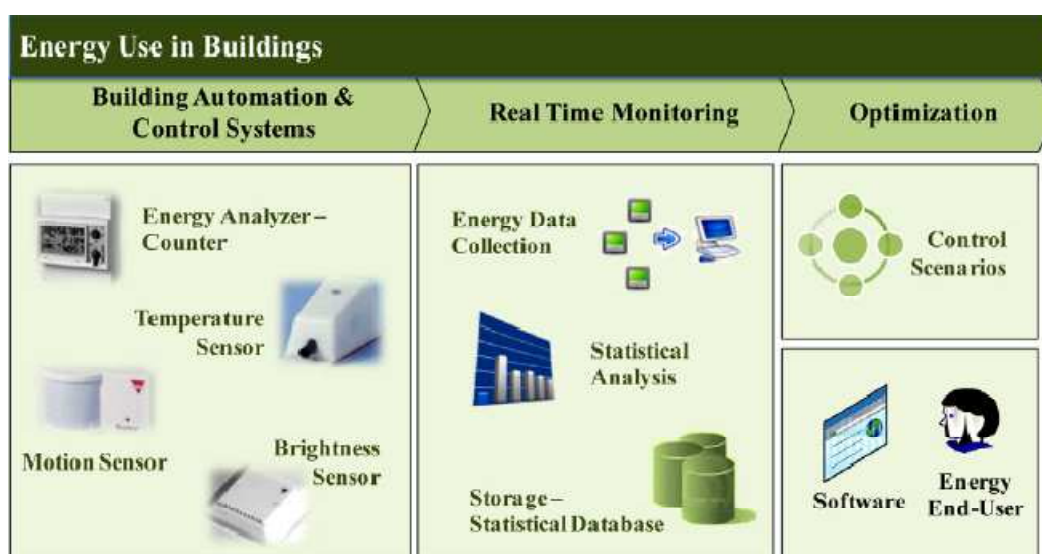 Energy Use in Buildings
Building Automation &
Control Systems
Real Time Monitoring
Optimization
Energy Analyzer –
Counter
Temperature
Sensor
Motion Sensor
Brightness
Sensor
Energy Data
Collection
Statistical
Analysis
Storage –
Statistical Database
Control
Scenarios
Software
Energy
End-User